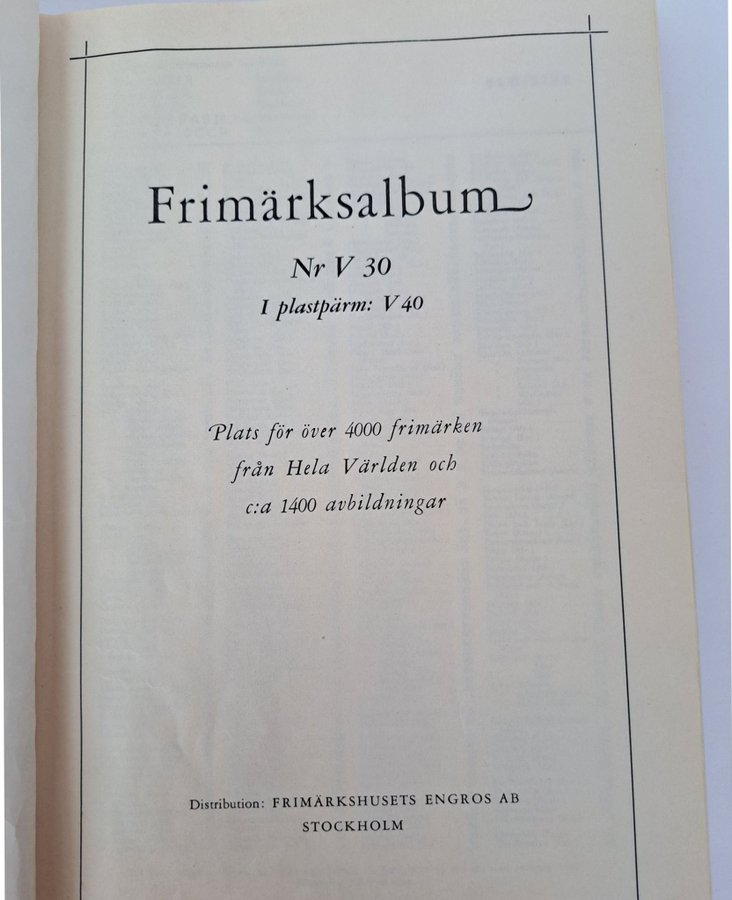 Frimärksalbum
Nr V 30
I plastpärm: V 40
Plats för över 4000 frimärken
från Hela Världen och
c:a 1400 avbildningar
Distribution: FRIMÄRKSHUSETS ENGROS AB
STOCKHOLM